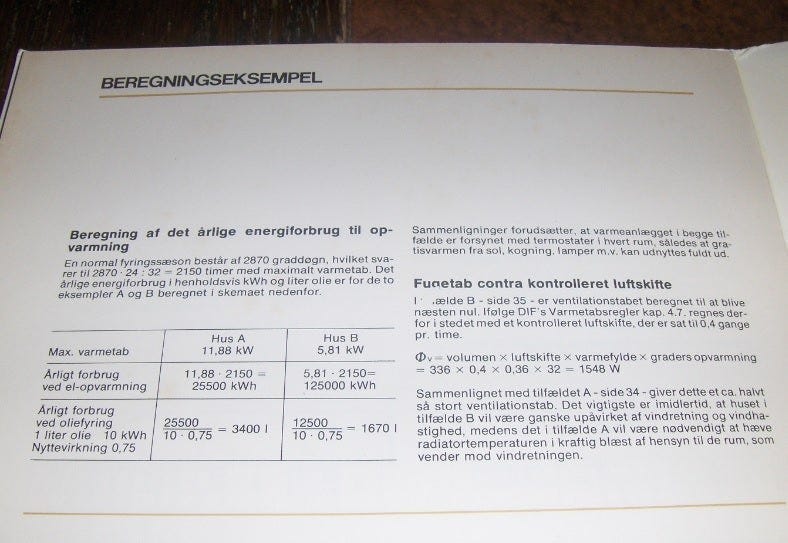 BEREGNINGSEKSEMPEL
Beregning af det årlige energiforbrug til op-
varmning
En normal fyringssæson består af 2870 graddøgn, hvilket sva-
rer til 2870 · 24 : 32 = 2150 timer med maximalt varmetab. Det
årlige energiforbrug i henholdsvis kWh og liter olie er for de to
eksempler A og B beregnet i skemaet nedenfor.
Hus A Hus B
Max. varmetab 11,88 kW 5,81 kW
Årligt forbrug 11,88 · 2150 = 5,81 · 2150=
ved el-opvarmning 25500 kWh 125000 kWh
Årligt forbrug
ved oliefyring 25500 12500
1 liter olie 10 kWh 10 · 0,75 = 3400 l 10 · 0,75 = 1670 l
Nyttevirkning 0,75
Sammenligninger forudsætter, at varmeanlægget i begge til-
fælde er forsynet med termostater i hvert rum, således at gra-
tisvarmen fra sol, kogning, lamper m.v. kan udnyttes fuldt ud.
contra kontrolleret luftskifte
I B - side 35 - er ventilationstabet beregnet til at blive
næsten nul. Ifølge DIF's Varmetabsregler kap. 4.7. regnes der-
for i stedet med et kontrolleret luftskifte, der er sat til 0,4 gange
pr. time.
Φv = volumen × luftskifte × varmefylde × graders opvarmning
= 336 × 0,4 × 0,36 × 32 = 1548 W
Sammenlignet med tilfældet A - side 34 - giver dette et ca. halvt
så stort ventilationstab. Det vigtigste er imidlertid, at huset i
tilfælde B vil være ganske upåvirket af vindretning og vindha-
stighed, medens det i tilfælde A vil være nødvendigt at hæve
radiatortemperaturen i kraftig blæst af hensyn til de rum, som
vender mod vindretningen.